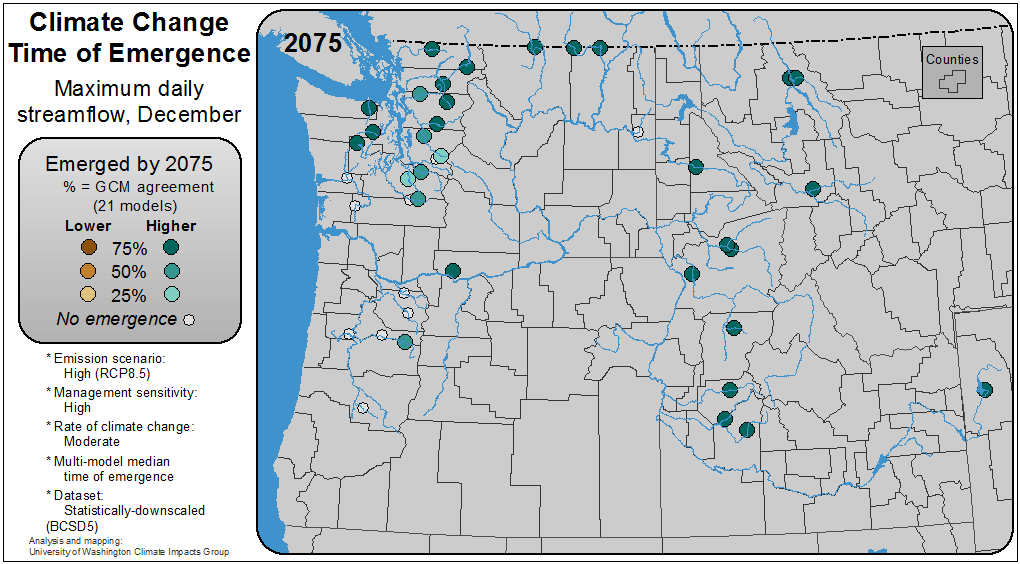 Climate Change
Time of Emergence
Maximum daily
streamflow, December
Emerged by 2075
% = GCM agreement
(21 models)
Lower Higher
75%
50%
25%
No emergence
* Emission scenario:
High (RCP8.5)
* Management sensitivity:
High
* Rate of climate change:
Moderate
* Multi-model median
time of emergence
* Dataset:
Statistically-downscaled
(BCSD5)
Analysis and mapping:
University of Washington Climate Impacts Group
2075
Counties